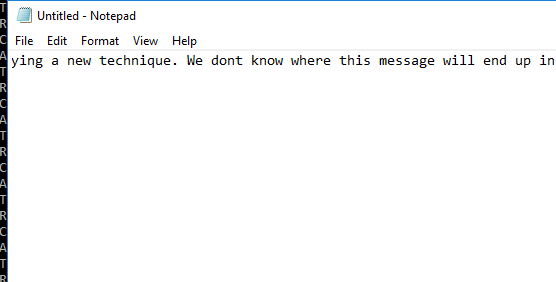 T
R
C
A
T
R
C
A
T
R
C
A
T
R
C
A
T
R
Untitled - Notepad
File Edit Format View Help
ying a new technique. We dont know where this message will end up in